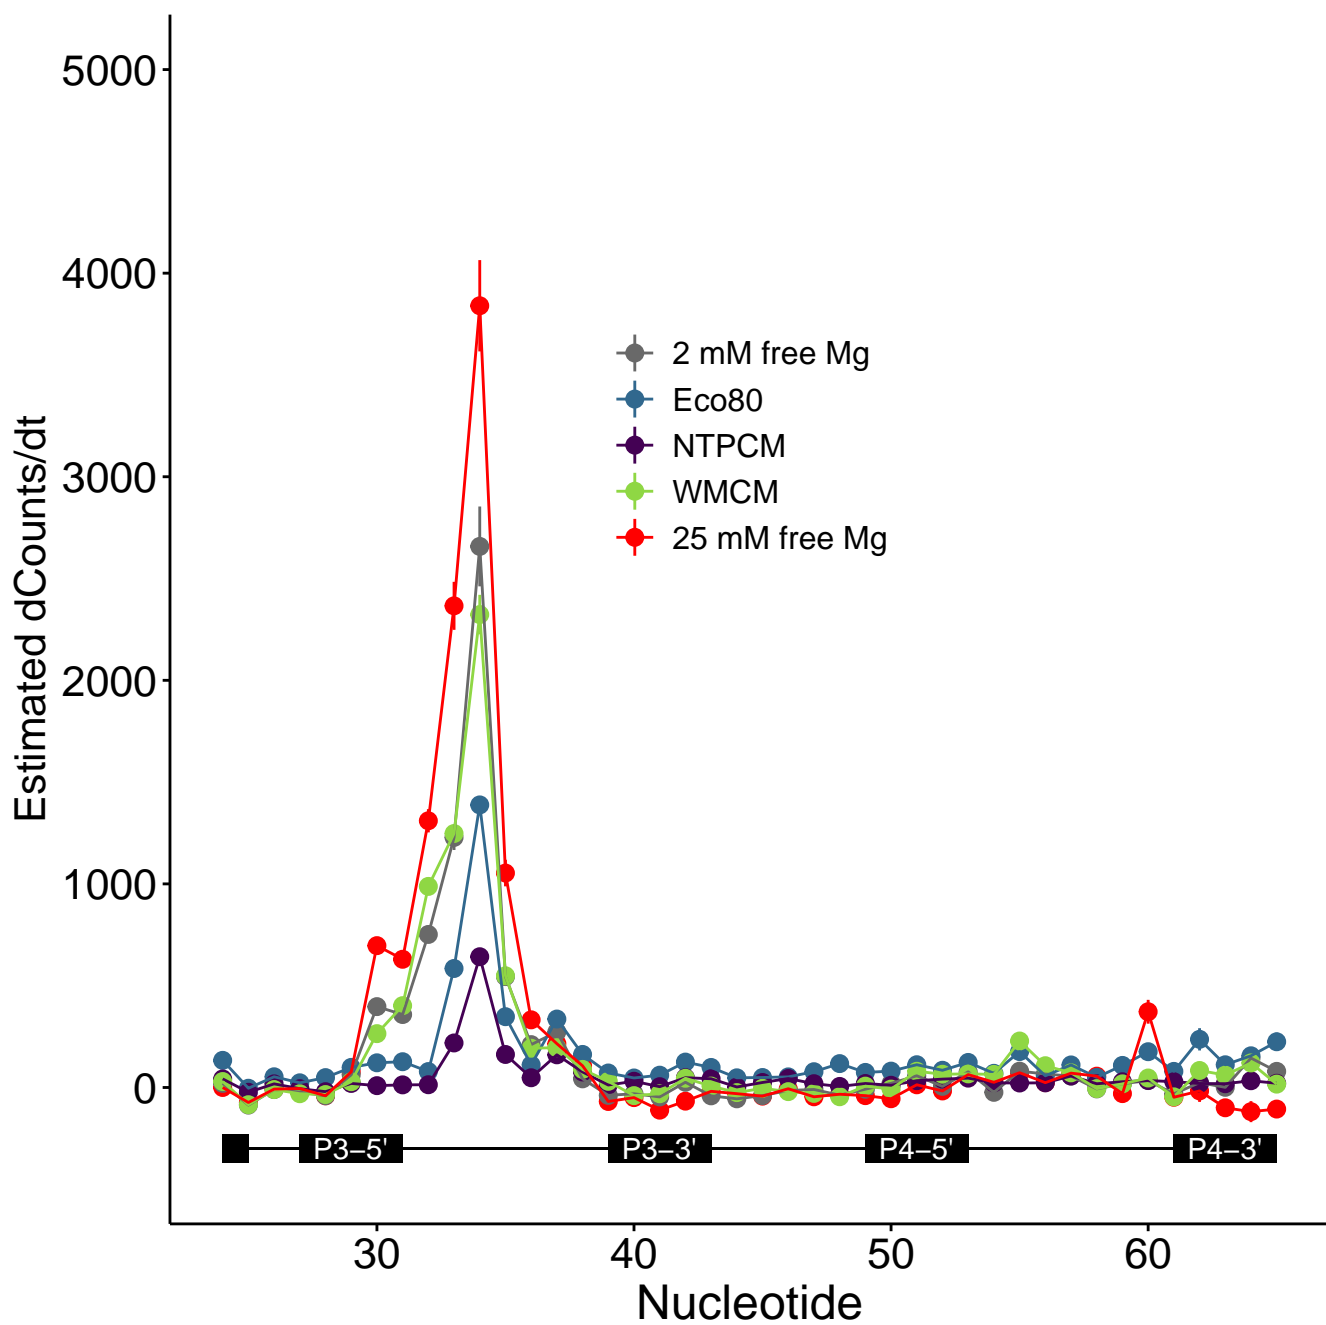 Estimated dCounts/dt
5000
4000
3000
2000
1000
0
2 mM free Mg
Eco80
NTPCM
WMCM
25 mM free Mg
P3−5' P3−3' P4−5' P4−3'
30 40 50 60
Nucleotide